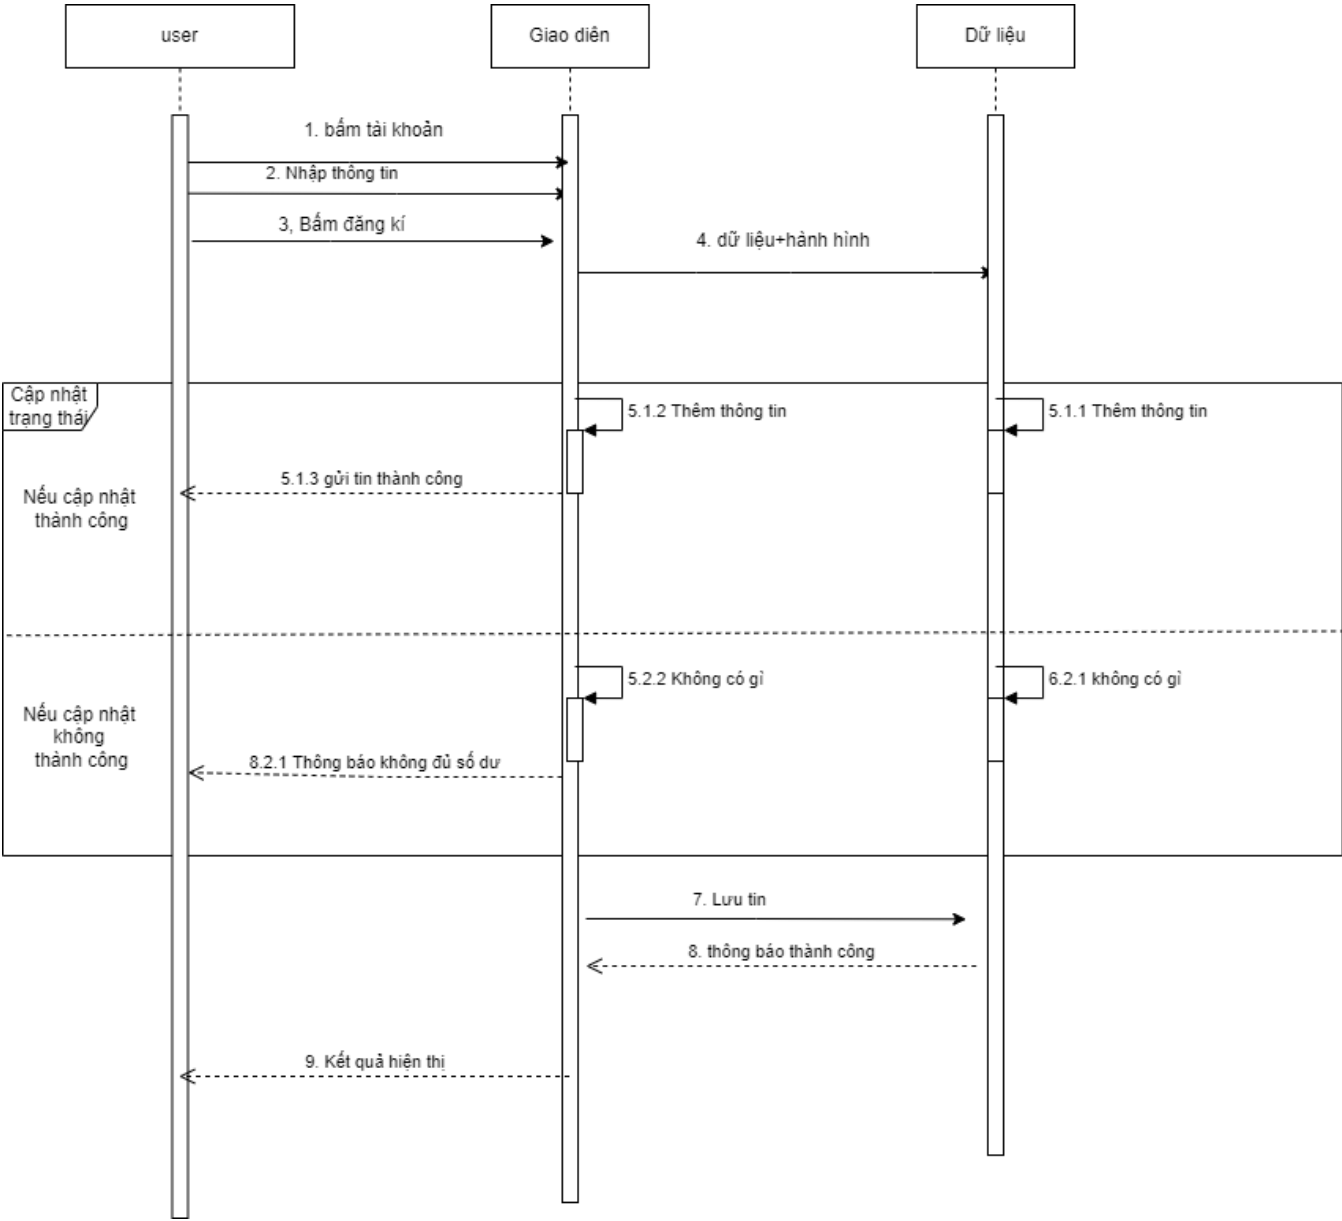 user
Giao diên
Dữ liệu
1. bấm tài khoản
2. Nhập thông tin
3, Bấm đăng kí
4. dữ liệu+hành hình
Cập nhật
trạng thái
5.1.2 Thêm thông tin
5.1.1 Thêm thông tin
5.1.3 gửi tin thành công
Nếu cập nhật
thành công
5.2.2 Không có gì
6.2.1 không có gì
Nếu cập nhật
không
thành công
8.2.1 Thông báo không đủ số dư
7. Lưu tin
8. thông báo thành công
9. Kết quả hiện thị